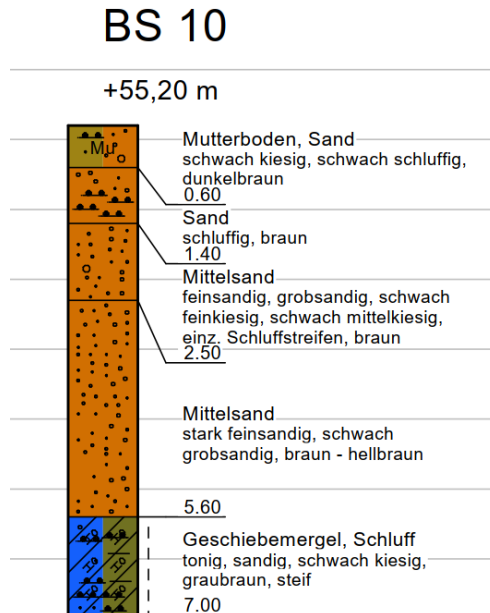 BS 10
+55,20 m
Mu
Mutterboden, Sand
schwach kiesig, schwach schluffig,
dunkelbraun
0.60
Sand
schluffig, braun
1.40
Mittelsand
feinsandig, grobsandig, schwach
feinkiesig, schwach mittelkiesig,
einz. Schluffstreifen, braun
2.50
Mittelsand
stark feinsandig, schwach
grobsandig, braun - hellbraun
5.60
Geschiebemergel, Schluff
tonig, sandig, schwach kiesig,
graubraun, steif
7.00